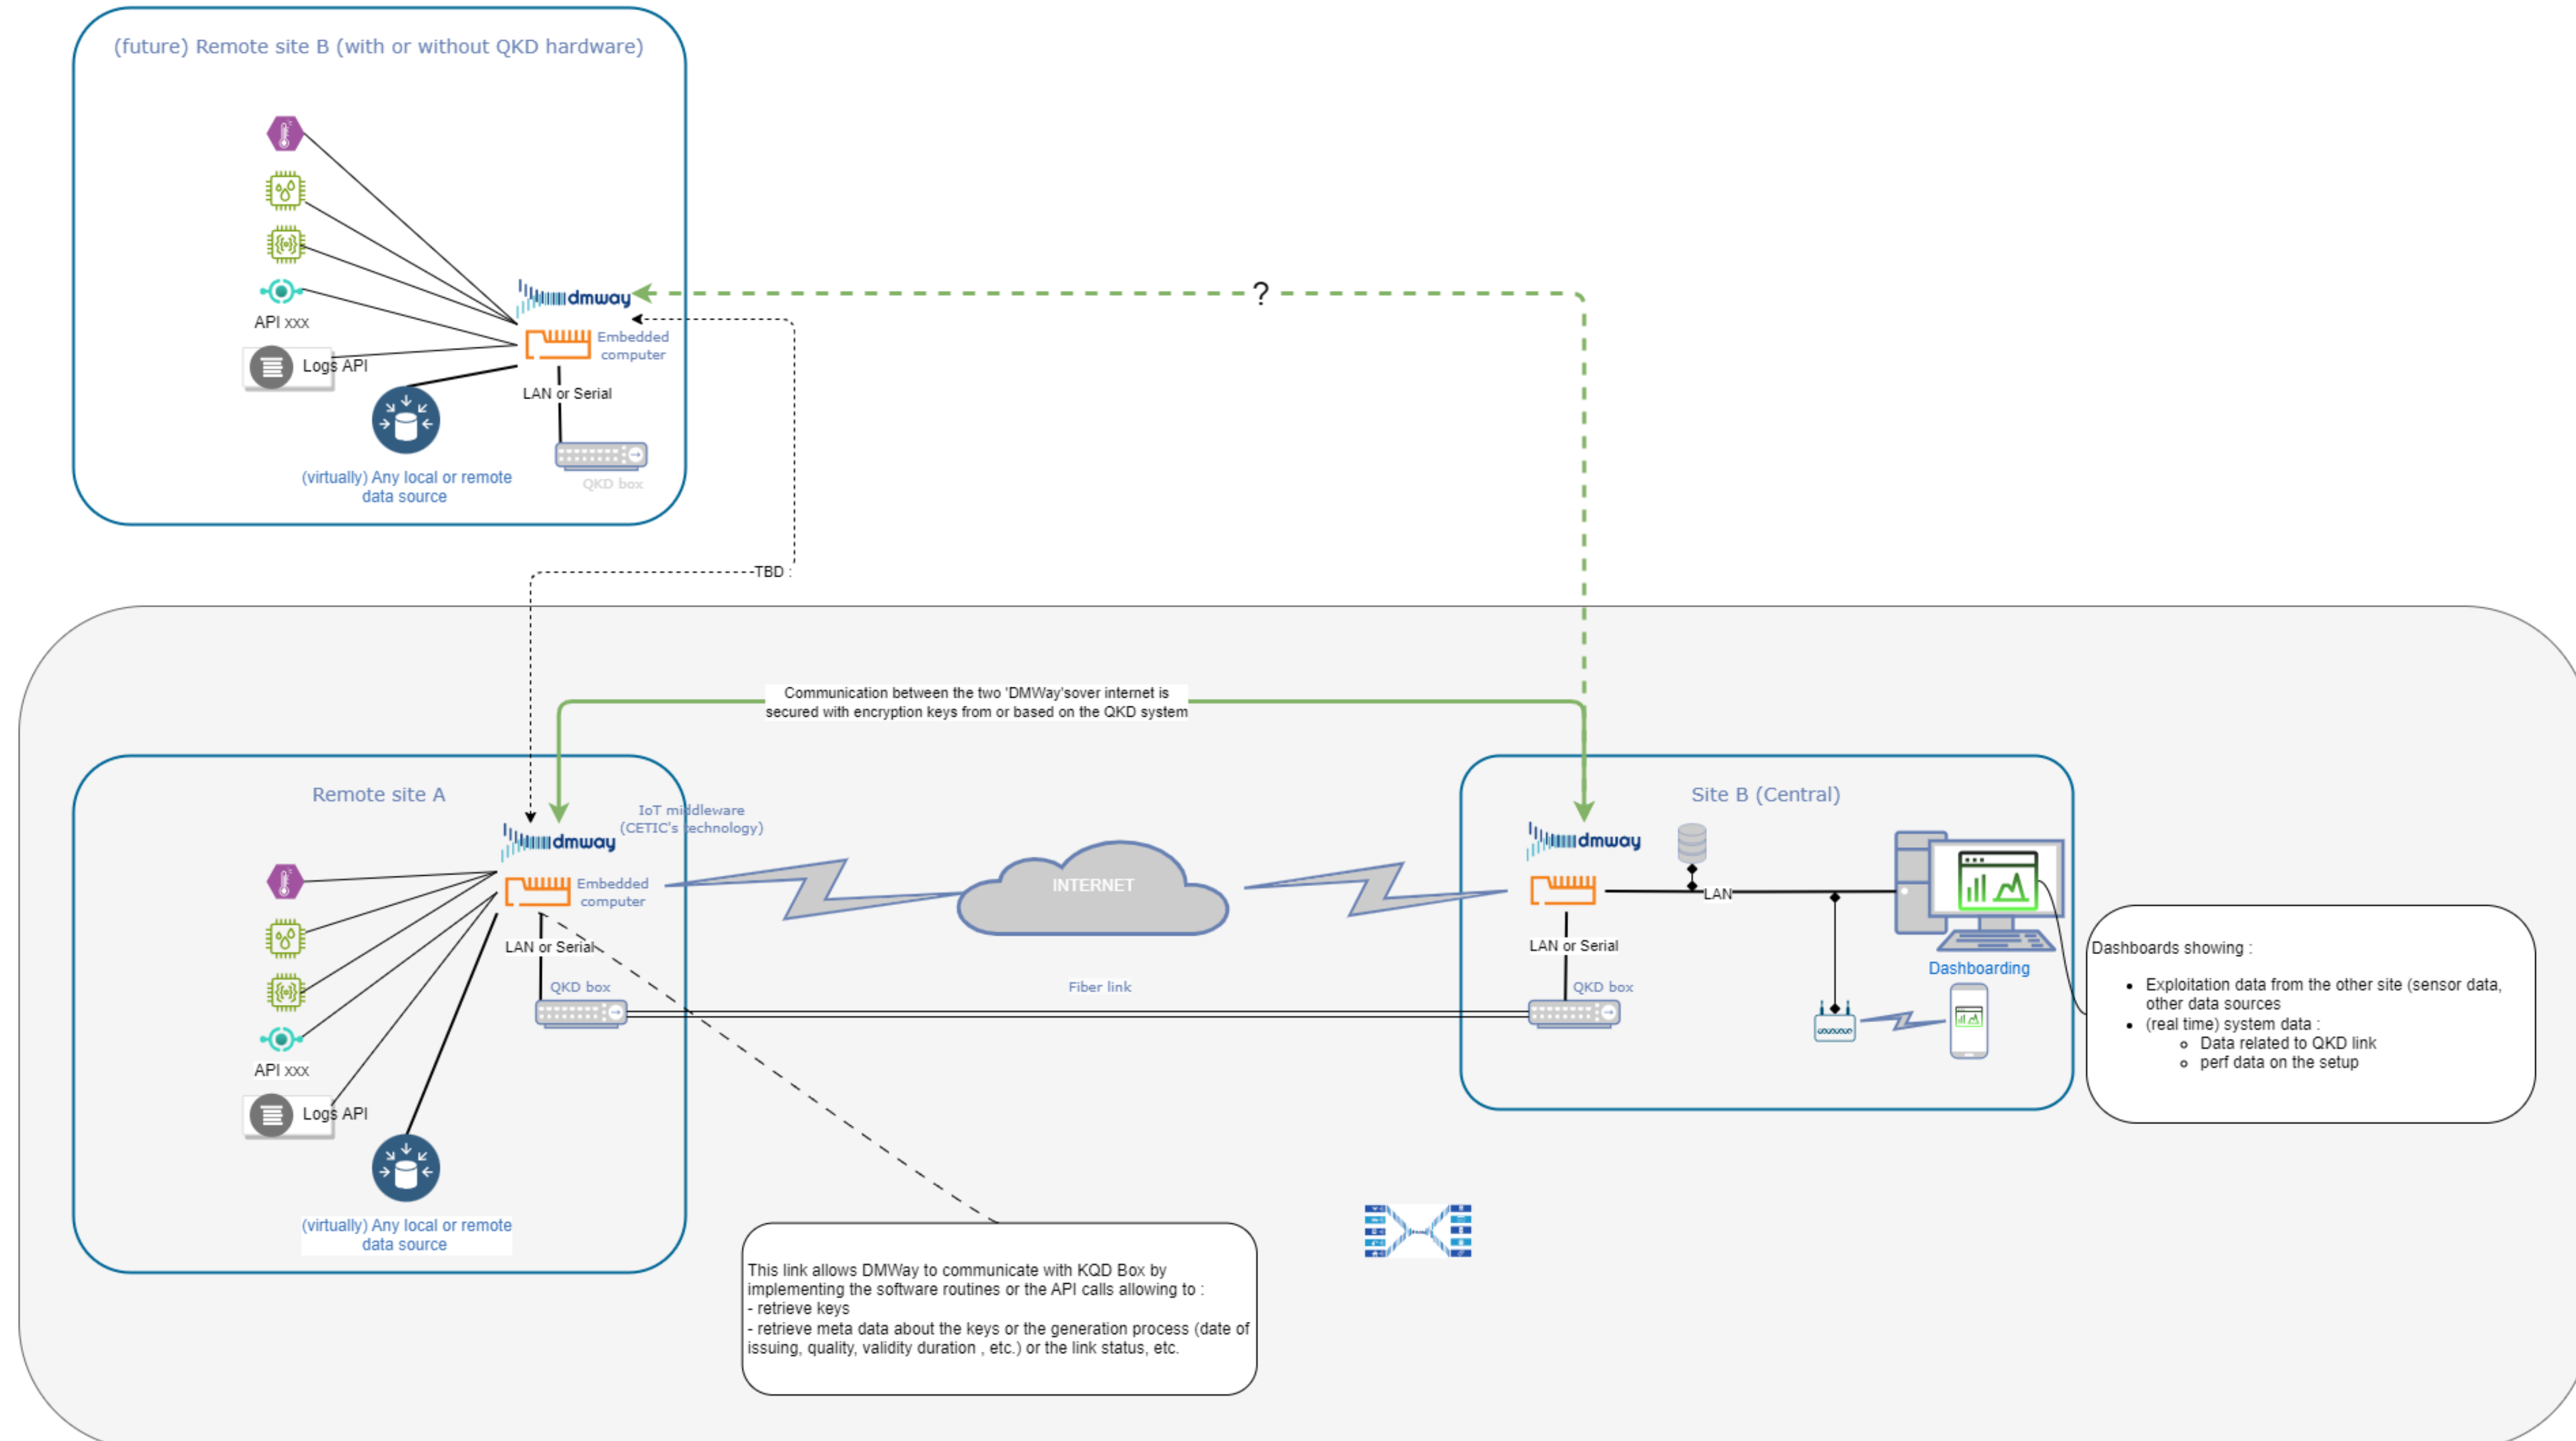 (future) Remote site B (with or without QKD hardware)
dmway
?
API xxx
Embedded
computer
Logs API
LAN or Serial
(virtually) Any local or remote
data source
QKD box
TBD :
Communication between the two 'DMWay'sover internet is
secured with encryption keys from or based on the QKD system
Remote site A
IoT middleware
(CETIC's technology)
dmway
Embedded
computer
LAN or Serial
QKD box
API xxx
Logs API
(virtually) Any local or remote
data source
INTERNET
Fiber link
Site B (Central)
dmway
LAN
LAN or Serial
QKD box
Dashboarding
Dashboards showing :
• Exploitation data from the other site (sensor data,
other data sources
• (real time) system data :
○ Data related to QKD link
○ perf data on the setup
This link allows DMWay to communicate with KQD Box by
implementing the software routines or the API calls allowing to :
- retrieve keys
- retrieve meta data about the keys or the generation process (date of
issuing, quality, validity duration , etc.) or the link status, etc.